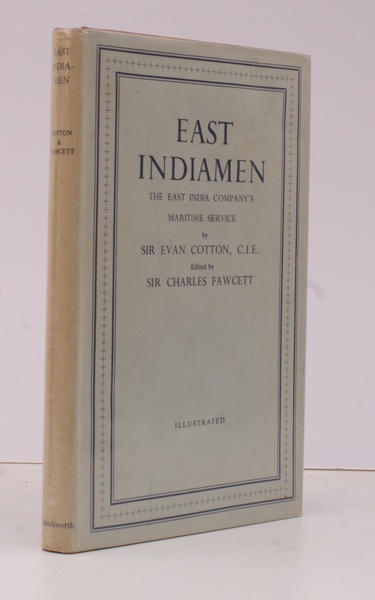 EAST
INDIAMEN
THE EAST INDIA COMPANY'S
MARITIME SERVICE
by
SIR EVAN COTTON, C.I.E.
Edited by
SIR CHARLES FAWCETT
ILLUSTRATED
EAST
INDIA-
MEN
COTTON
&
FAWCETT
Batchworth